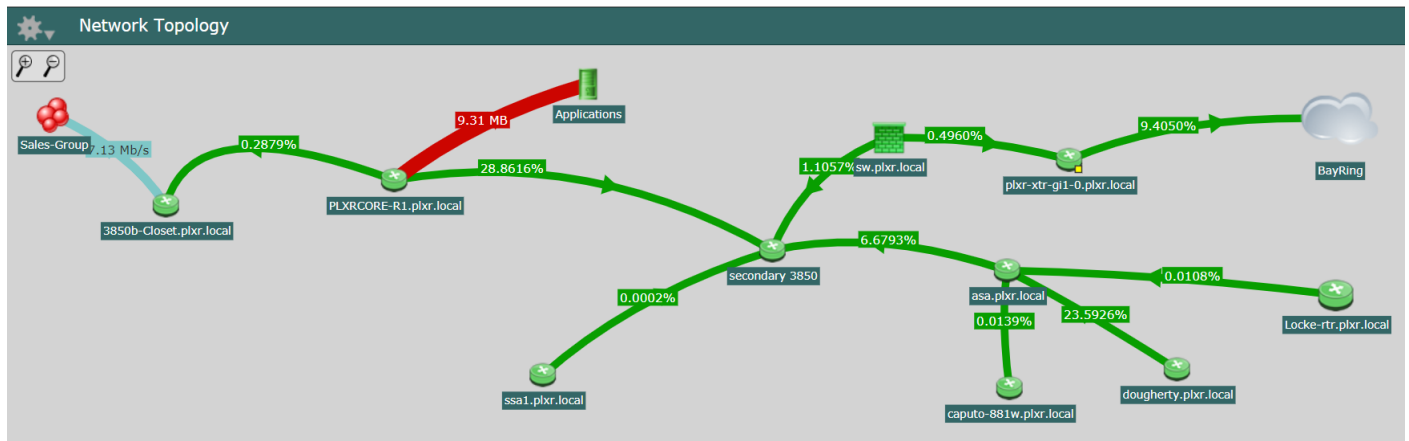 Network Topology
Applications
9.31 MB
Sales-Group
7.13 Mb/s
0.2879%
28.8616%
PLXRCORE-R1.plxr.local
3850b-Closet.plxr.local
0.4960%
9.4050%
1.1057%
sw.plxr.local
plxr-xtr-gi1-0.plxr.local
BayRing
6.6793%
secondary 3850
0.0002%
asa.plxr.local
0.0108%
0.0139%
23.5926%
Locke-rtr.plxr.local
ssa1.plxr.local
caputo-881w.plxr.local
dougherty.plxr.local